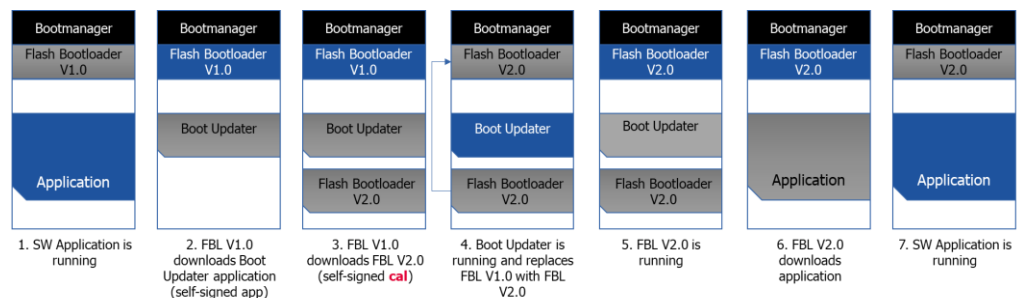 Bootmanager
Flash Bootloader
V1.0
Application
1. SW Application is
running
Bootmanager
Flash Bootloader
V1.0
Boot Updater
2. FBL V1.0
downloads Boot
Updater application
(self-signed app)
Bootmanager
Flash Bootloader
V1.0
Boot Updater
Flash Bootloader
V2.0
3. FBL V1.0
downloads FBL V2.0
(self-signed cal)
Bootmanager
Flash Bootloader
V2.0
Boot Updater
Flash Bootloader
V2.0
4. Boot Updater is
running and replaces
FBL V1.0 with FBL
V2.0
Bootmanager
Flash Bootloader
V2.0
Boot Updater
Flash Bootloader
V2.0
5. FBL V2.0 is
running
Bootmanager
Flash Bootloader
V2.0
Application
6. FBL V2.0
downloads
application
Bootmanager
Flash Bootloader
V2.0
Application
7. SW Application is
running